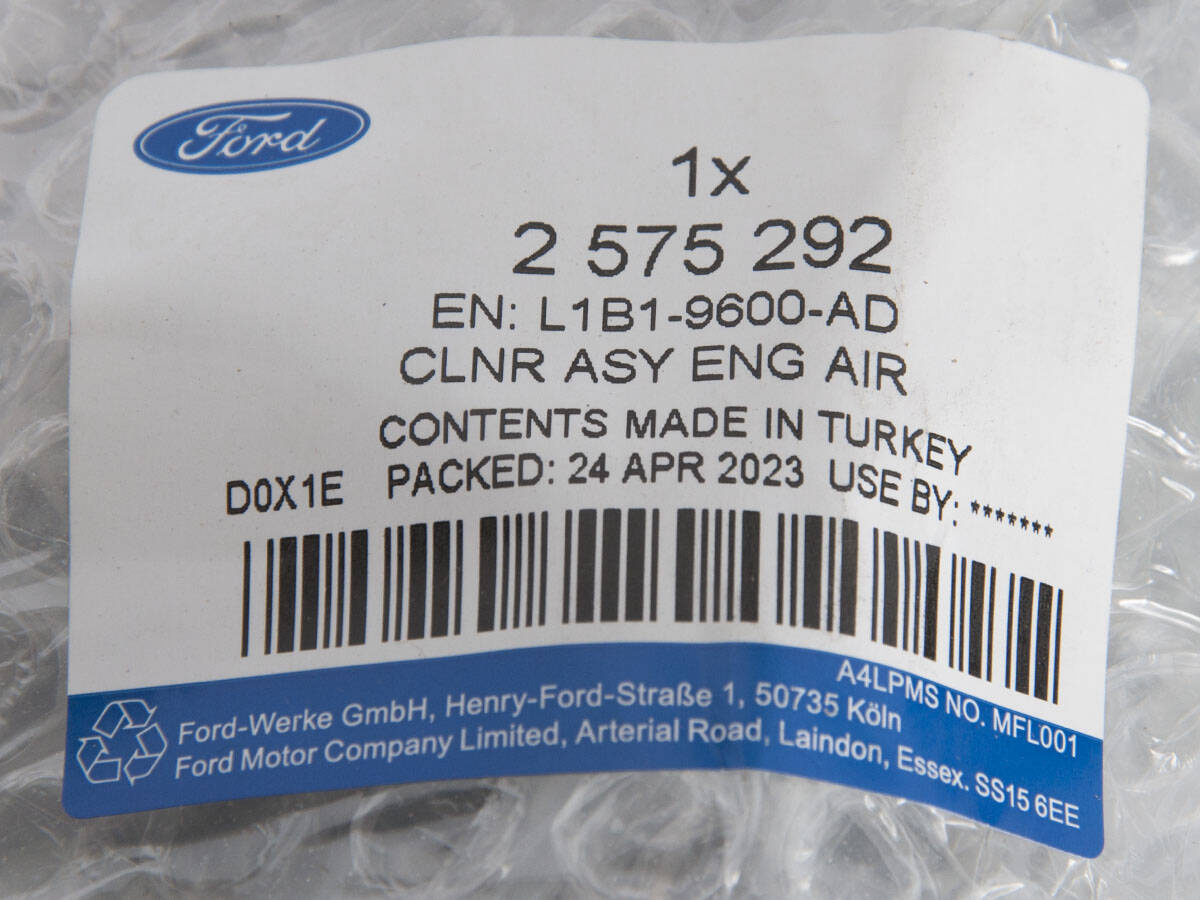 Ford
1x
2 575 292
EN: L1B1-9600-AD
CLNR ASY ENG AIR
CONTENTS MADE IN TURKEY
D0X1E PACKED: 24 APR 2023 USE BY: *******
A4LPMS NO. MFL001
Ford-Werke GmbH, Henry-Ford-Straße 1, 50735 Köln
Ford Motor Company Limited, Arterial Road, Laindon, Essex. SS15 6EE